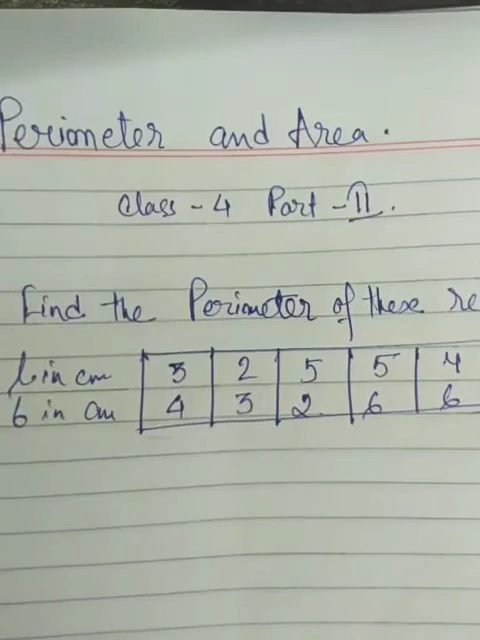 Perimeter and Area.
Class - 4 Part - II.
Find the Perimeter of these re
l in cm 3 2 5 5 4
b in cm 4 3 2 6 6